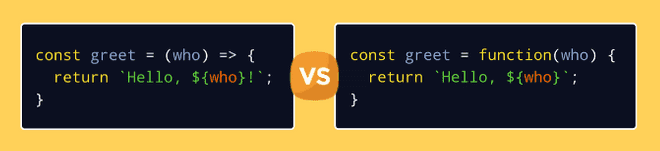 const greet = (who) => {
  return `Hello, ${who}!`;
}
VS
const greet = function(who) {
  return `Hello, ${who}`;
}